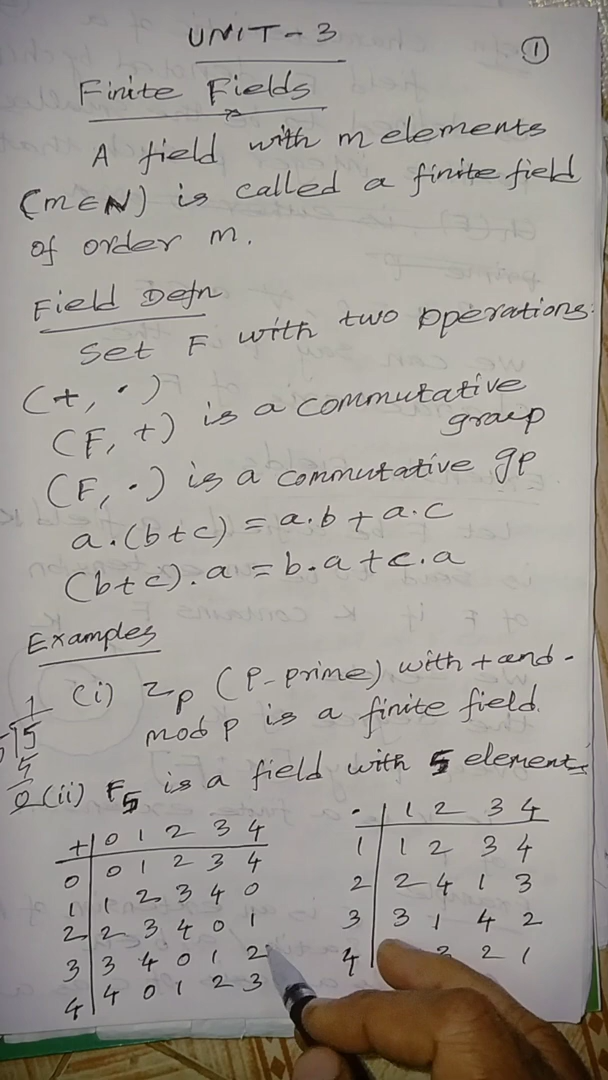 UNIT - 3
①
Finite Fields
A field with m elements
(m∈N) is called a finite field
of order m.
Field Defn
Set F with two operations.
(+, ·)
(F, +) is a commutative
group
(F, ·) is a commutative gp
a.(b+c) = a.b + a.c
(b+c).a = b.a + c.a
Examples
(i) Zp (P-prime) with + and ·
mod p is a finite field.
1
5
5
0
(ii) F5 is a field with 5 elements
+ | 0 1 2 3 4
0 | 0 1 2 3 4
1 | 1 2 3 4 0
2 | 2 3 4 0 1
3 | 3 4 0 1 2
4 | 4 0 1 2 3
· | 1 2 3 4
1 | 1 2 3 4
2 | 2 4 1 3
3 | 3 1 4 2
4 | 2 1